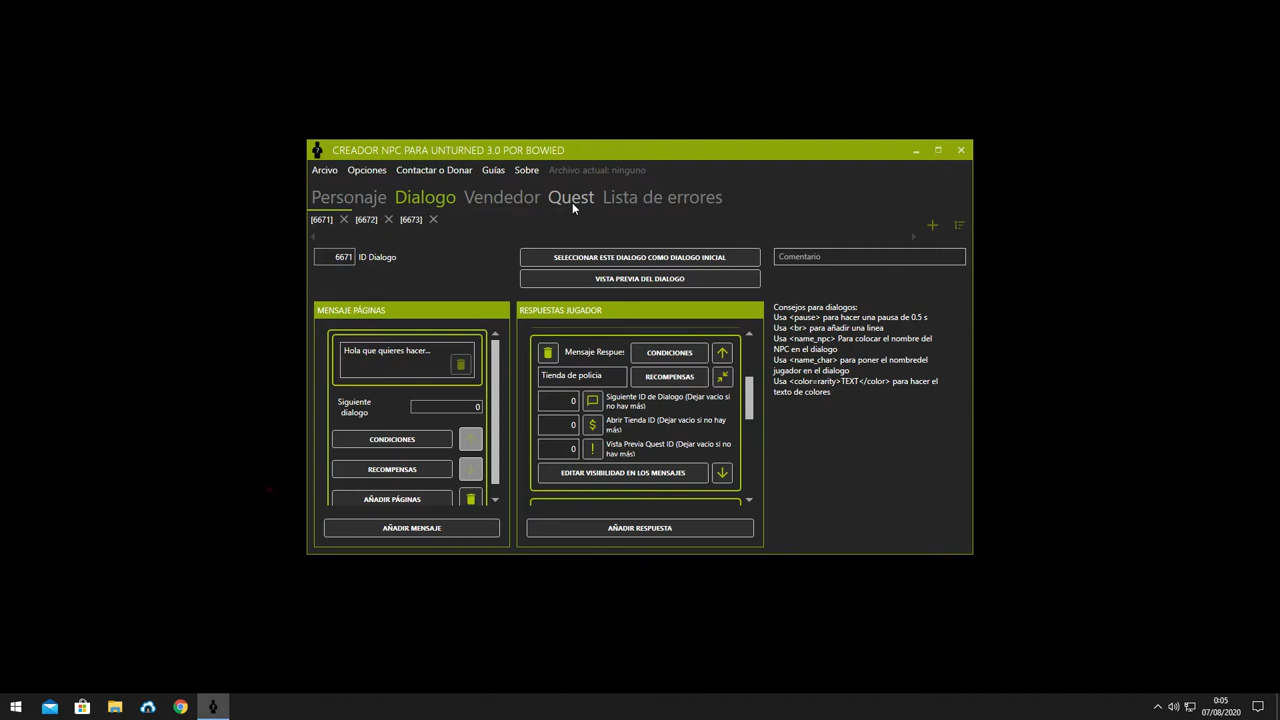 CREADOR NPC PARA UNTURNED 3.0 POR BOWIED
Arcivo Opciones Contactar o Donar Guías Sobre Archivo actual: ninguno
Personaje Dialogo Vendedor Quest Lista de errores
[6671] [6672] [6673]
6671 ID Dialogo
SELECCIONAR ESTE DIALOGO COMO DIALOGO INICIAL
VISTA PREVIA DEL DIALOGO
Comentario
MENSAJE PÁGINAS
Hola que quieres hacer...
Siguiente
dialogo
0
CONDICIONES
RECOMPENSAS
AÑADIR PÁGINAS
AÑADIR MENSAJE
RESPUESTAS JUGADOR
Mensaje Respues
CONDICIONES
Tienda de policia
RECOMPENSAS
0 Siguiente ID de Dialogo (Dejar vacio si
no hay más)
0 $ Abrir Tienda ID (Dejar vacio si no hay
más)
0 ! Vista Previa Quest ID (Dejar vacio si no
hay más)
EDITAR VISIBILIDAD EN LOS MENSAJES
AÑADIR RESPUESTA
Consejos para dialogos:
Usa <pause> para hacer una pausa de 0.5 s
Usa <br> para añadir una linea
Usa <name_npc> Para colocar el nombre del
NPC en el dialogo
Usa <name_char> para poner el nombredel
jugador en el dialogo
Usa <color=rarity>TEXT</color> para hacer el
texto de colores
0:05
07/08/2020